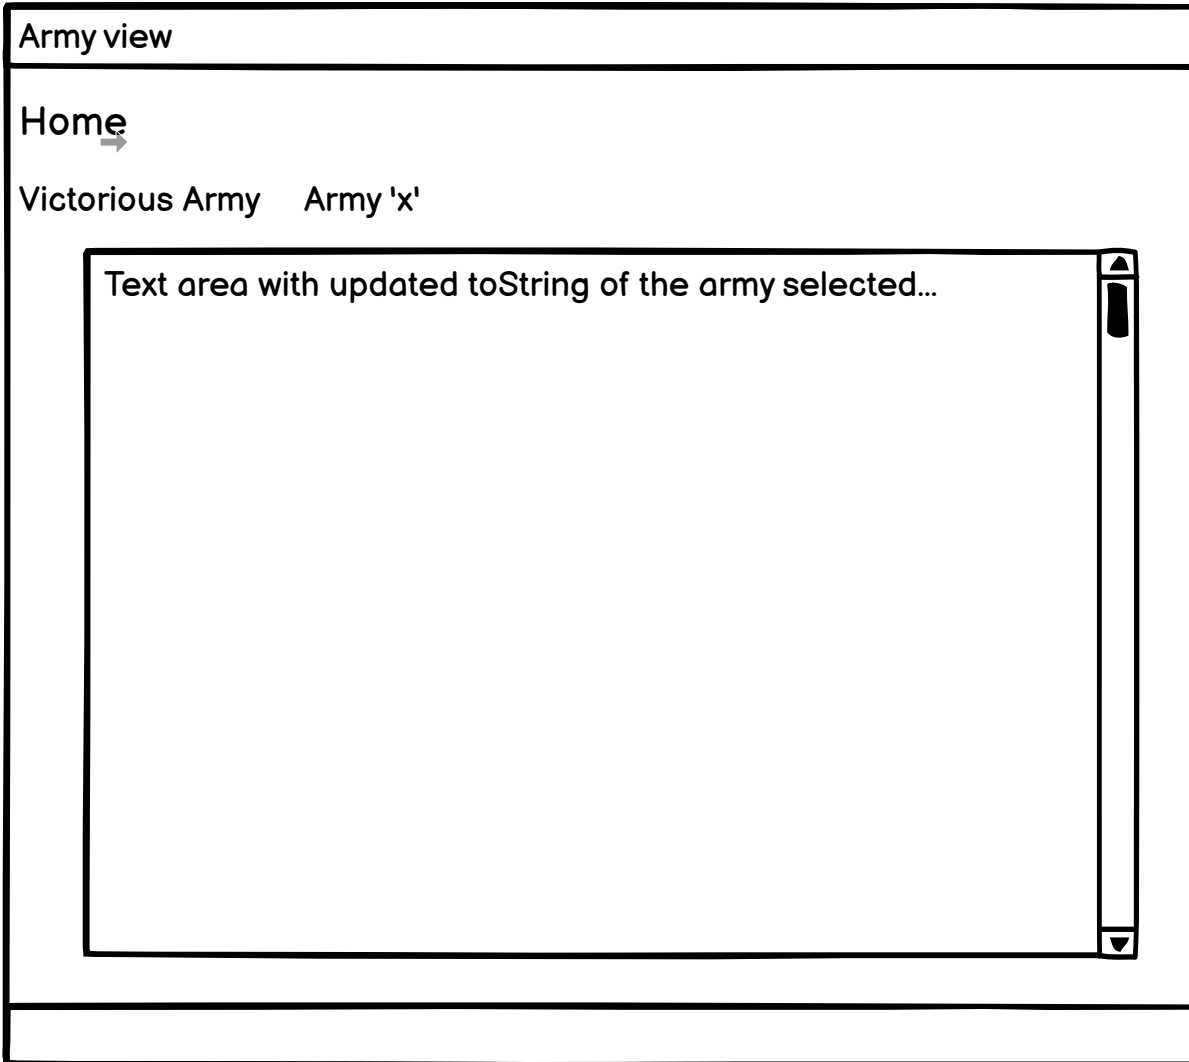 Army view
Home
Victorious Army Army 'x'
Text area with updated toString of the army selected...